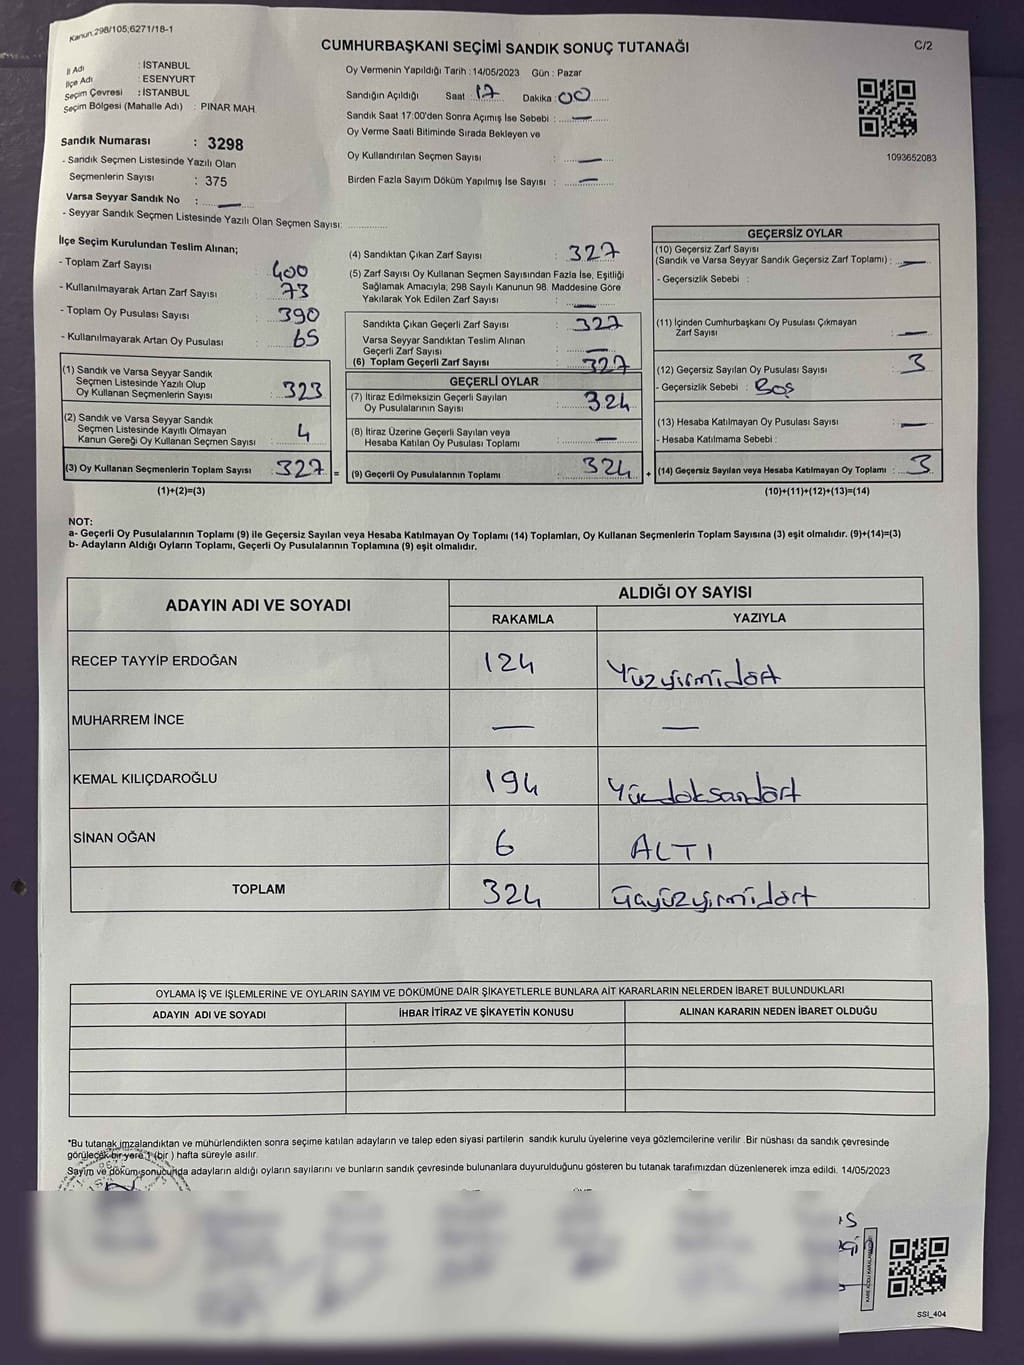 Kanun:298/105;6271/18-1
CUMHURBAŞKANI SEÇİMİ SANDIK SONUÇ TUTANAĞI
C/2
İl Adı : İSTANBUL
İlçe Adı : ESENYURT
Seçim Çevresi : İSTANBUL
Seçim Bölgesi (Mahalle Adı) : PINAR MAH
Oy Vermenin Yapıldığı Tarih : 14/05/2023 Gün : Pazar
Sandığın Açıldığı Saat : 17 Dakika : 00
Sandık Saat 17:00'den Sonra Açımış İse Sebebi : —
Oy Verme Saati Bitiminde Sırada Bekleyen ve
Oy Kullandırılan Seçmen Sayısı : —
Birden Fazla Sayım Döküm Yapılmış İse Sayısı : —
1093652083
Sandık Numarası : 3298
- Sandık Seçmen Listesinde Yazılı Olan
Seçmenlerin Sayısı : 375
Varsa Seyyar Sandık No : —
- Seyyar Sandık Seçmen Listesinde Yazılı Olan Seçmen Sayısı:
İlçe Seçim Kurulundan Teslim Alınan;
- Toplam Zarf Sayısı : 400
- Kullanılmayarak Artan Zarf Sayısı : 73
- Toplam Oy Pusulası Sayısı : 390
- Kullanılmayarak Artan Oy Pusulası : 65
(1) Sandık ve Varsa Seyyar Sandık
Seçmen Listesinde Yazılı Olup
Oy Kullanan Seçmenlerin Sayısı : 323
(2) Sandık ve Varsa Seyyar Sandık
Seçmen Listesinde Kayıtlı Olmayan
Kanun Gereği Oy Kullanan Seçmen Sayısı : 4
(3) Oy Kullanan Seçmenlerin Toplam Sayısı : 327 =
(1)+(2)=(3)
(4) Sandıktan Çıkan Zarf Sayısı : 327
(5) Zarf Sayısı Oy Kullanan Seçmen Sayısından Fazla İse, Eşitliği
Sağlamak Amacıyla, 298 Sayılı Kanunun 98. Maddesine Göre
Yakılarak Yok Edilen Zarf Sayısı : —
Sandıkta Çıkan Geçerli Zarf Sayısı : 327
Varsa Seyyar Sandıktan Teslim Alınan
Geçerli Zarf Sayısı : —
(6) Toplam Geçerli Zarf Sayısı : 327
GEÇERLİ OYLAR
(7) İtiraz Edilmeksizin Geçerli Sayılan
Oy Pusulalarının Sayısı : 324
(8) İtiraz Üzerine Geçerli Sayılan veya
Hesaba Katılan Oy Pusulası Toplamı : —
(9) Geçerli Oy Pusulalarının Toplamı : 324 +
GEÇERSİZ OYLAR
(10) Geçersiz Zarf Sayısı
(Sandık ve Varsa Seyyar Sandık Geçersiz Zarf Toplamı) : —
- Geçersizlik Sebebi :
(11) İçinden Cumhurbaşkanı Oy Pusulası Çıkmayan
Zarf Sayısı : —
(12) Geçersiz Sayılan Oy Pusulası Sayısı : 3
- Geçersizlik Sebebi : Boş
(13) Hesaba Katılmayan Oy Pusulası Sayısı : —
- Hesaba Katılmama Sebebi :
(14) Geçersiz Sayılan veya Hesaba Katılmayan Oy Toplamı : 3
(10)+(11)+(12)+(13)=(14)
NOT:
a- Geçerli Oy Pusulalarının Toplamı (9) ile Geçersiz Sayılan veya Hesaba Katılmayan Oy Toplamı (14) Toplamları, Oy Kullanan Seçmenlerin Toplam Sayısına (3) eşit olmalıdır. (9)+(14)=(3)
b- Adayların Aldığı Oyların Toplamı, Geçerli Oy Pusulalarının Toplamına (9) eşit olmalıdır.
ADAYIN ADI VE SOYADI
ALDIĞI OY SAYISI
RAKAMLA YAZIYLA
RECEP TAYYİP ERDOĞAN 124 Yüzyirmidört
MUHARREM İNCE — —
KEMAL KILIÇDAROĞLU 194 Yüzdoksandört
SİNAN OĞAN 6 ALTI
TOPLAM 324 üçyüzyirmidört
OYLAMA İŞ VE İŞLEMLERİNE VE OYLARIN SAYIM VE DÖKÜMÜNE DAİR ŞİKAYETLERLE BUNLARA AİT KARARLARIN NELERDEN İBARET BULUNDUKLARI
ADAYIN ADI VE SOYADI İHBAR İTİRAZ VE ŞİKAYETİN KONUSU ALINAN KARARIN NEDEN İBARET OLDUĞU
*Bu tutanak imzalandıktan ve mühürlendikten sonra seçime katılan adayların ve talep eden siyasi partilerin sandık kurulu üyelerine veya gözlemcilerine verilir .Bir nüshası da sandık çevresinde
görülecek bir yere 1 (bir ) hafta süreyle asılır.
Sayım ve döküm sonucunda adayların aldığı oyların sayılarını ve bunların sandık çevresinde bulunanlara duyurulduğunu gösteren bu tutanak tarafımızdan düzenlenerek imza edildi. 14/05/2023
SSI_404